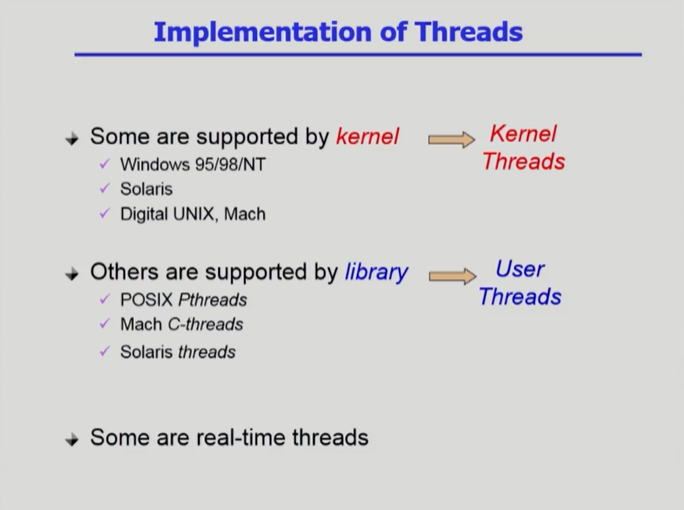 Implementation of Threads
Some are supported by kernel
Kernel
Threads
Windows 95/98/NT
Solaris
Digital UNIX, Mach
Others are supported by library
User
Threads
POSIX Pthreads
Mach C-threads
Solaris threads
Some are real-time threads